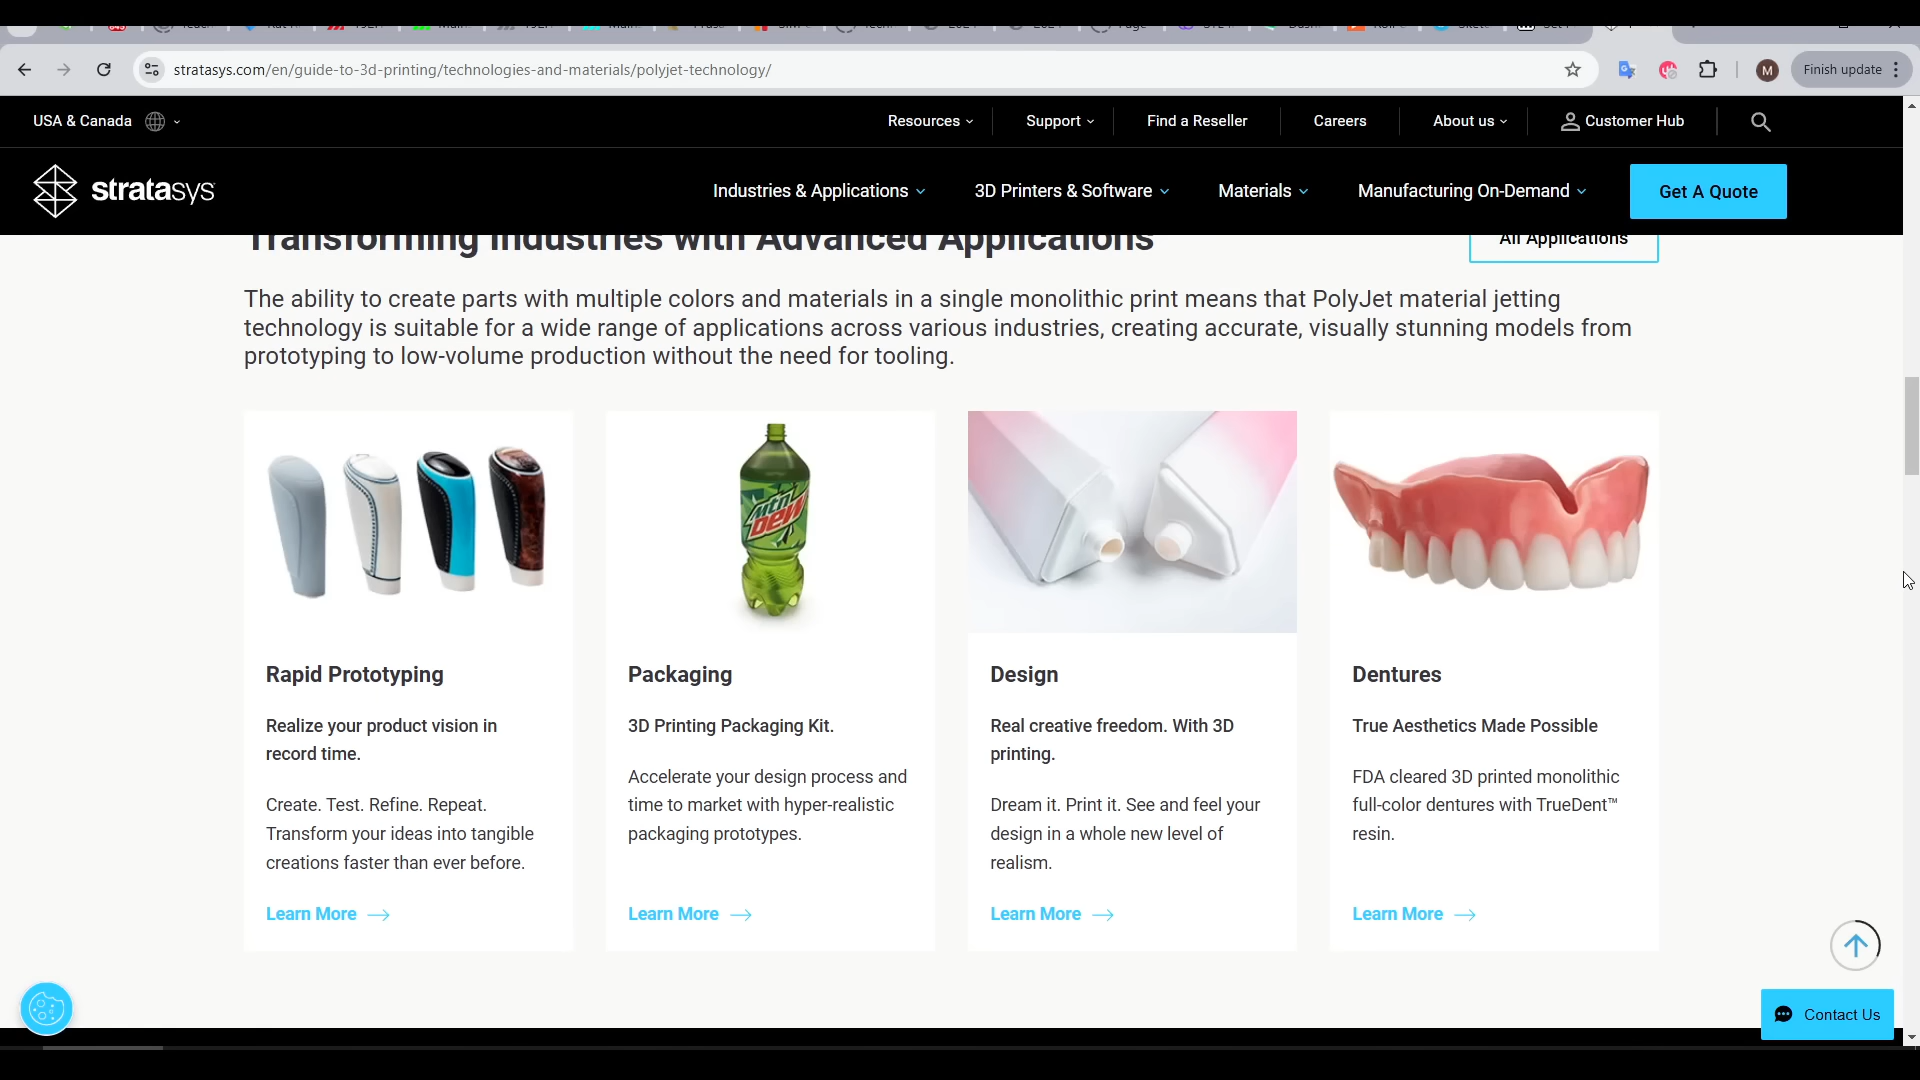 stratasys.com/en/guide-to-3d-printing/technologies-and-materials/polyjet-technology/
M
Finish update
USA & Canada
Resources
Support
Find a Reseller
Careers
About us
Customer Hub
stratasys
Industries & Applications
3D Printers & Software
Materials
Manufacturing On-Demand
Get A Quote
Transforming Industries with Advanced Applications
All Applications
The ability to create parts with multiple colors and materials in a single monolithic print means that PolyJet material jetting
technology is suitable for a wide range of applications across various industries, creating accurate, visually stunning models from
prototyping to low-volume production without the need for tooling.
Mtn
Dew
Rapid Prototyping
Realize your product vision in
record time.
Create. Test. Refine. Repeat.
Transform your ideas into tangible
creations faster than ever before.
Learn More
Packaging
3D Printing Packaging Kit.
Accelerate your design process and
time to market with hyper-realistic
packaging prototypes.
Learn More
Design
Real creative freedom. With 3D
printing.
Dream it. Print it. See and feel your
design in a whole new level of
realism.
Learn More
Dentures
True Aesthetics Made Possible
FDA cleared 3D printed monolithic
full-color dentures with TrueDent™
resin.
Learn More
Contact Us